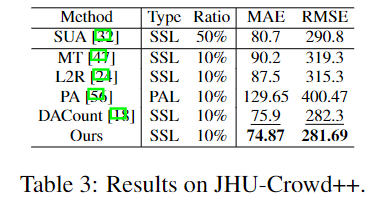 Method Type Ratio MAE RMSE
SUA [32] SSL 50% 80.7 290.8
MT [47] SSL 10% 90.2 319.3
L2R [24] SSL 10% 87.5 315.3
PA [56] PAL 10% 129.65 400.47
DACount [18] SSL 10% 75.9 282.3
Ours SSL 10% 74.87 281.69
Table 3: Results on JHU-Crowd++.